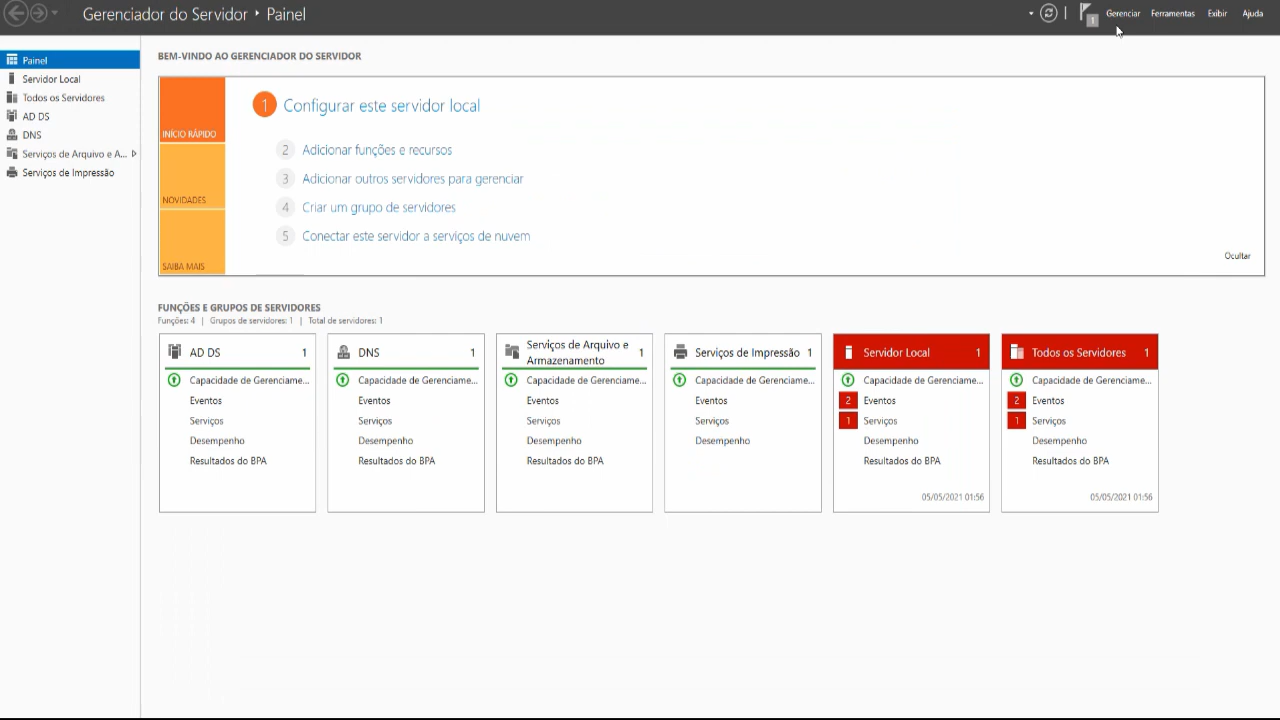 Gerenciador do Servidor ‣ Painel
1
Gerenciar
Ferramentas
Exibir
Ajuda
Painel
Servidor Local
Todos os Servidores
AD DS
DNS
Serviços de Arquivo e A...
Serviços de Impressão
BEM-VINDO AO GERENCIADOR DO SERVIDOR
INÍCIO RÁPIDO
NOVIDADES
SAIBA MAIS
1 Configurar este servidor local
2 Adicionar funções e recursos
3 Adicionar outros servidores para gerenciar
4 Criar um grupo de servidores
5 Conectar este servidor a serviços de nuvem
Ocultar
FUNÇÕES E GRUPOS DE SERVIDORES
Funções: 4 | Grupos de servidores: 1 | Total de servidores: 1
AD DS 1
Capacidade de Gerenciame...
Eventos
Serviços
Desempenho
Resultados do BPA
DNS 1
Capacidade de Gerenciame...
Eventos
Serviços
Desempenho
Resultados do BPA
Serviços de Arquivo e
Armazenamento 1
Capacidade de Gerenciame...
Eventos
Serviços
Desempenho
Resultados do BPA
Serviços de Impressão 1
Capacidade de Gerenciame...
Eventos
Serviços
Desempenho
Servidor Local 1
Capacidade de Gerenciame...
2 Eventos
1 Serviços
Desempenho
Resultados do BPA
05/05/2021 01:56
Todos os Servidores 1
Capacidade de Gerenciame...
2 Eventos
1 Serviços
Desempenho
Resultados do BPA
05/05/2021 01:56